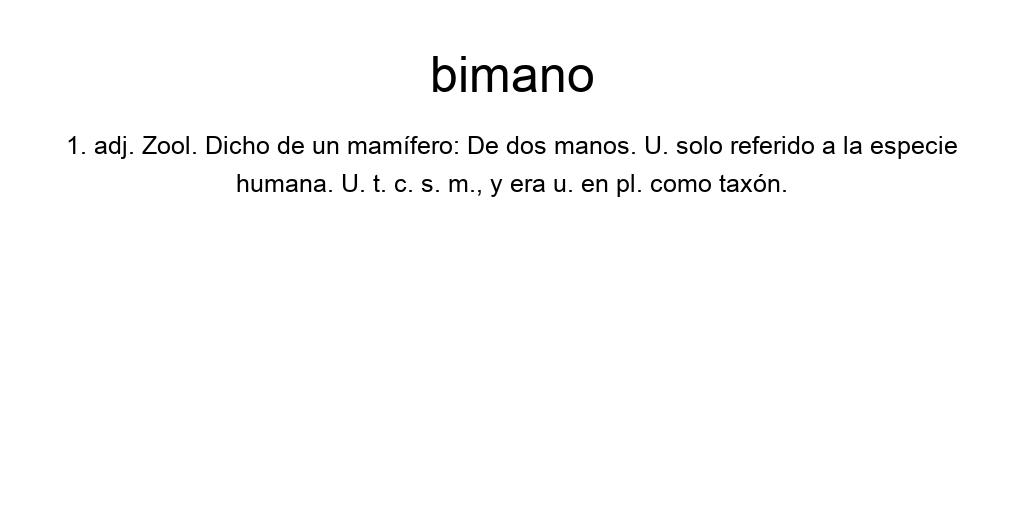 bimano
1. adj. Zool. Dicho de un mamífero: De dos manos. U. solo referido a la especie
humana. U. t. c. s. m., y era u. en pl. como taxón.